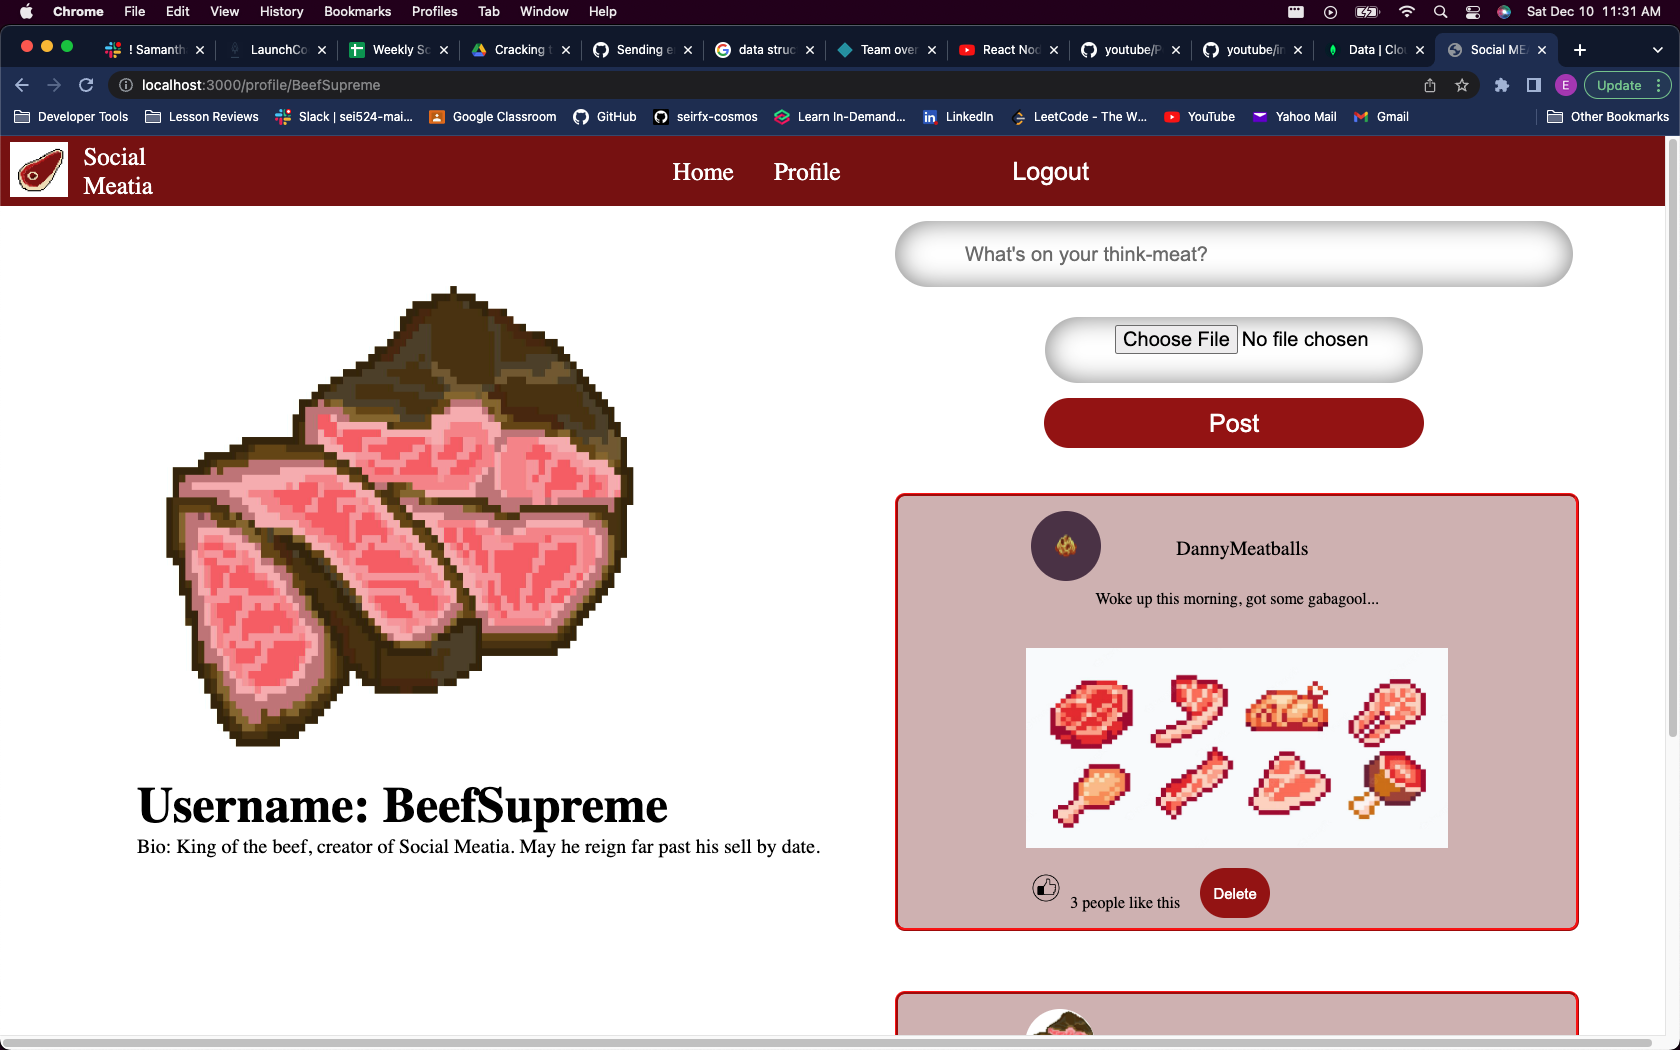 Chrome File Edit View History Bookmarks Profiles Tab Window Help Sat Dec 10 11:31 AM
! Samanth LaunchCo Weekly Sc Cracking t Sending e data struc Team over React Nod youtube/P youtube/in Data | Clo Social ME
localhost:3000/profile/BeefSupreme E Update
Developer Tools Lesson Reviews Slack | sei524-mai... Google Classroom GitHub seirfx-cosmos Learn In-Demand... LinkedIn LeetCode - The W... YouTube Yahoo Mail Gmail Other Bookmarks
Social
Meatia
Home Profile Logout
What's on your think-meat?
Choose File No file chosen
Post
DannyMeatballs
Woke up this morning, got some gabagool...
3 people like this Delete
Username: BeefSupreme
Bio: King of the beef, creator of Social Meatia. May he reign far past his sell by date.